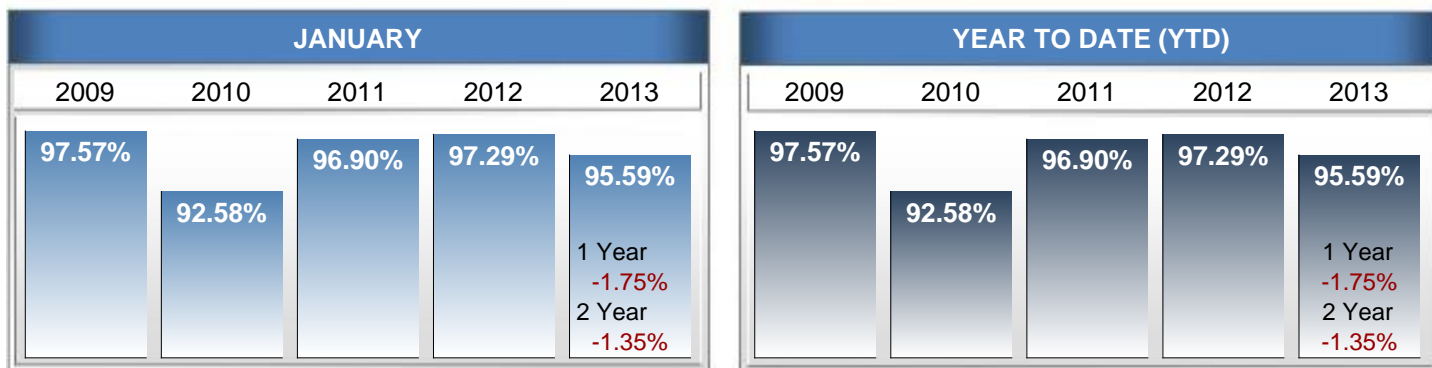 JANUARY
2009 2010 2011 2012 2013
97.57% 92.58% 96.90% 97.29% 95.59%
1 Year
-1.75%
2 Year
-1.35%
YEAR TO DATE (YTD)
2009 2010 2011 2012 2013
97.57% 92.58% 96.90% 97.29% 95.59%
1 Year
-1.75%
2 Year
-1.35%